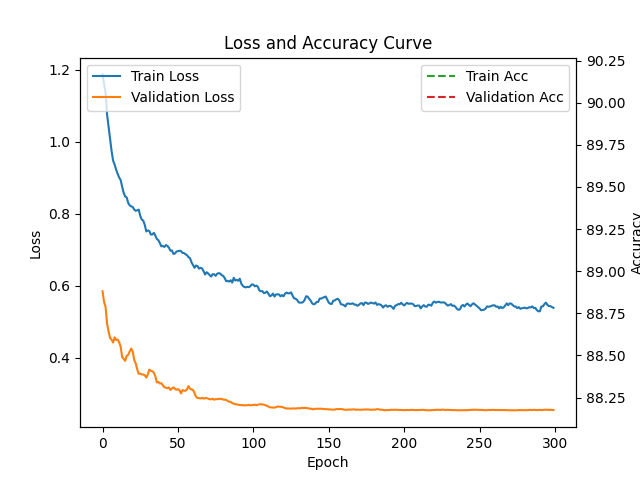 Loss and Accuracy Curve
Train Loss
Validation Loss
Train Acc
Validation Acc
1.2
1.0
0.8
0.6
0.4
Loss
90.25
90.00
89.75
89.50
89.25
89.00
88.75
88.50
88.25
Accuracy
0
50
100
150
200
250
300
Epoch